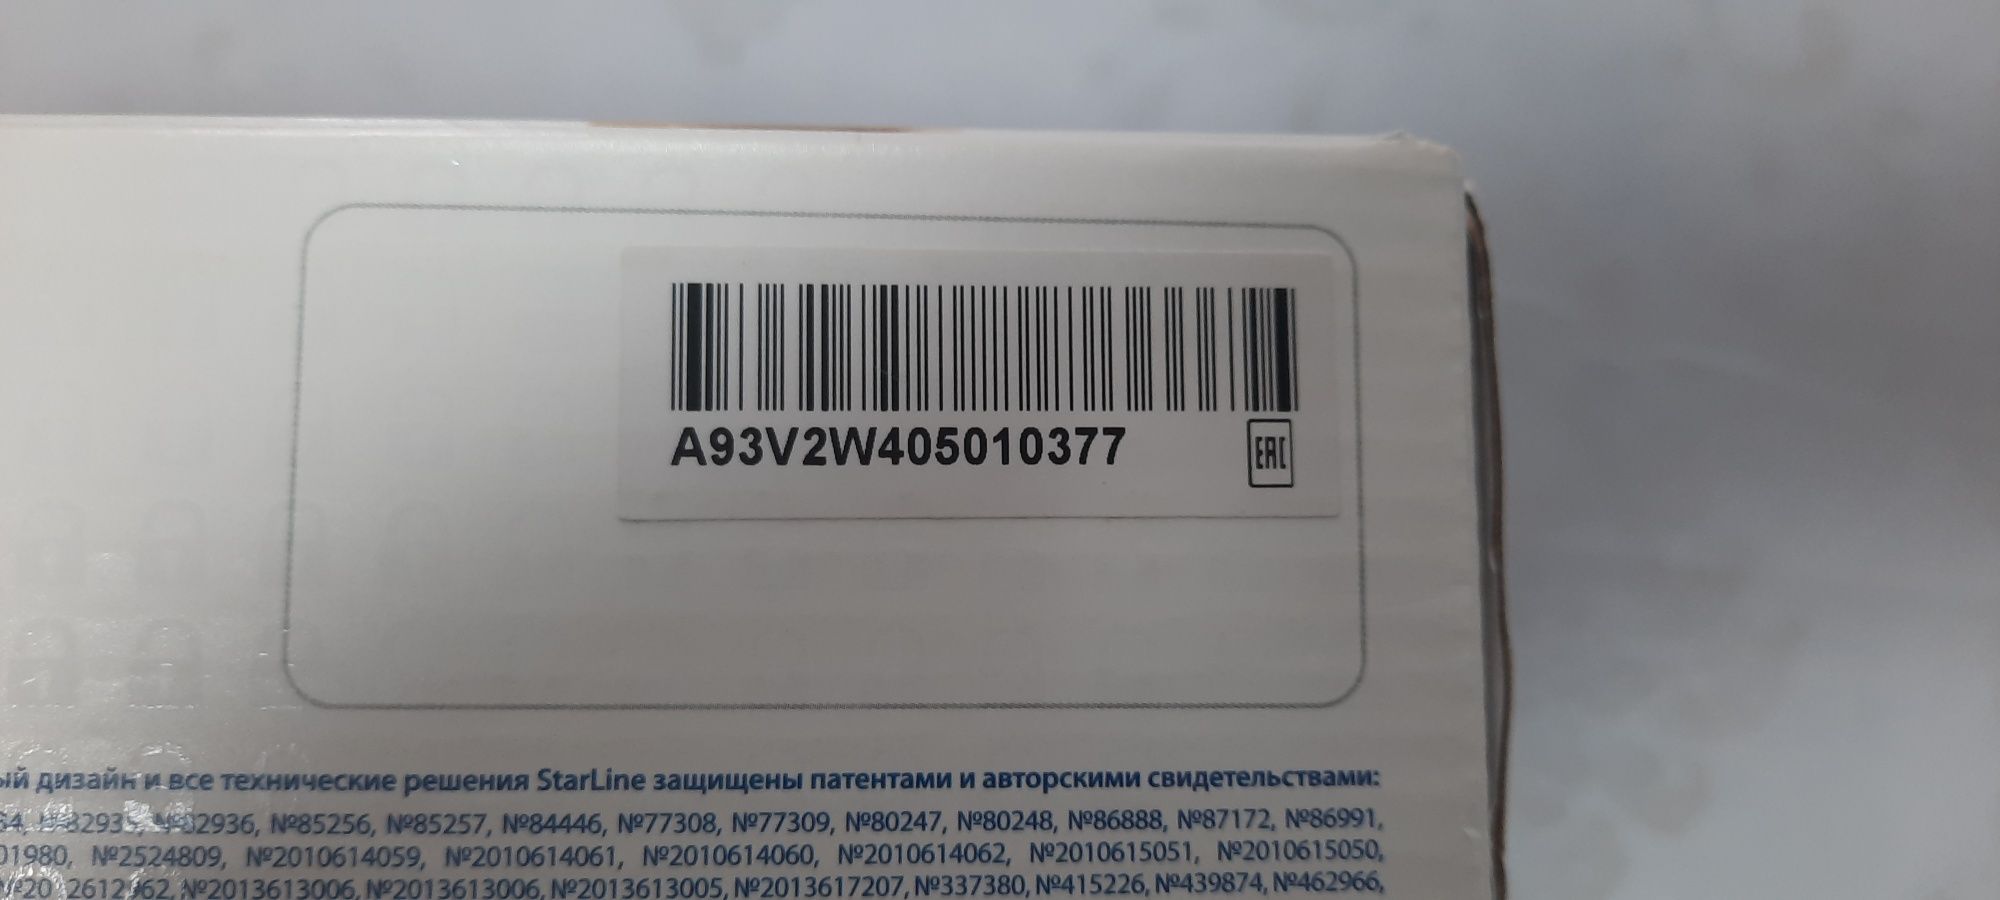 A93V2W405010377
EAC
дизайн и все технические решения StarLine защищены патентами и авторскими свидетельствами:
№82936, №85256, №85257, №84446, №77308, №77309, №80247, №80248, №86888, №87172, №86991,
№2524809, №2010614059, №2010614061, №2010614060, №2010614062, №2010615051, №2010615050,
№2013613006, №2013613006, №2013613005, №2013617207, №337380, №415226, №439874, №462966,